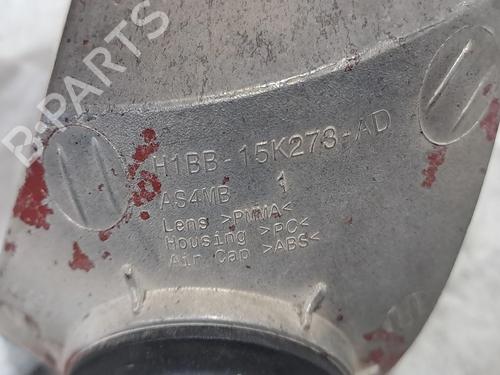 B-PARTS
H1BB-15K273-AD
AS4MB 1
Lens >PMMA<
Housing >PC<
Air Cap >ABS<